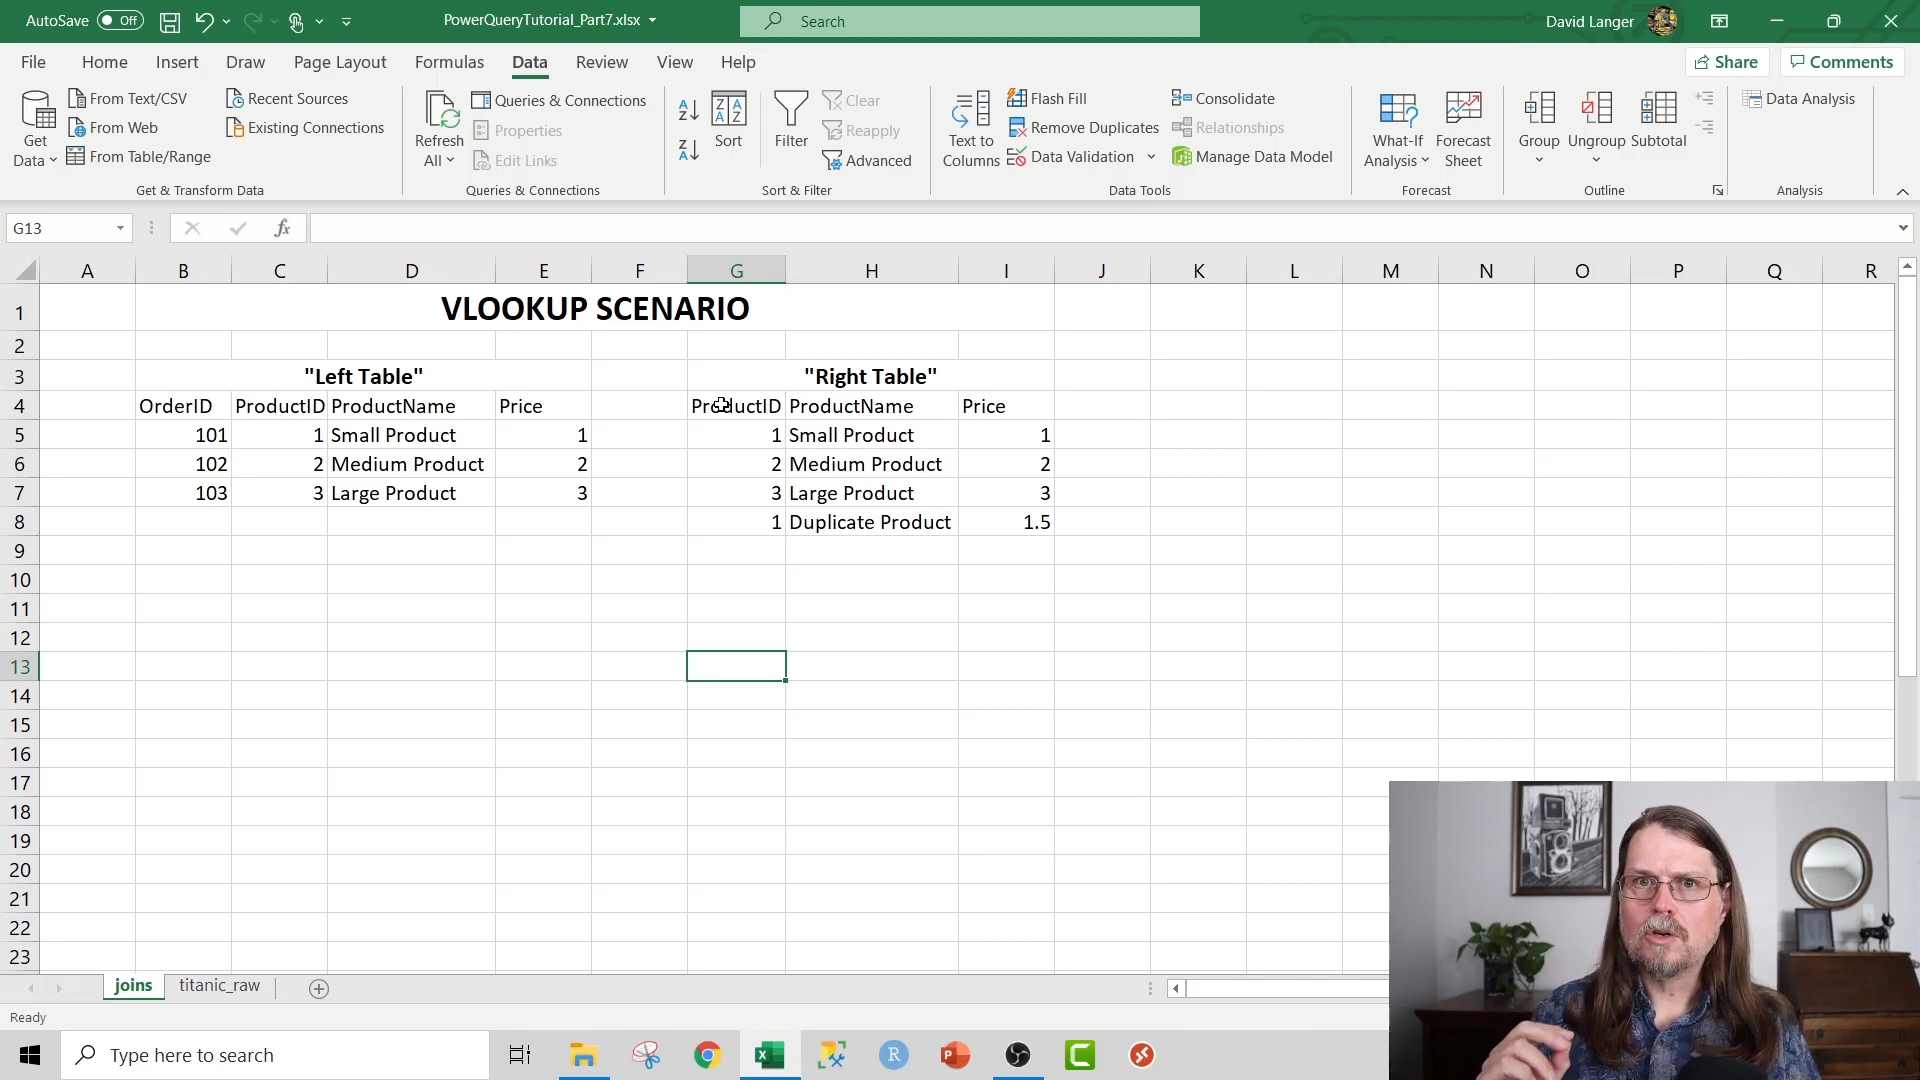 AutoSave Off PowerQueryTutorial_Part7.xlsx Search David Langer
File Home Insert Draw Page Layout Formulas Data Review View Help Share Comments
Get Data
From Text/CSV
From Web
From Table/Range
Recent Sources
Existing Connections
Get & Transform Data
Refresh All
Queries & Connections
Properties
Edit Links
Queries & Connections
A Z
Z A
Z A
A Z
Sort
Filter
Clear
Reapply
Advanced
Sort & Filter
Text to Columns
Flash Fill
Remove Duplicates
Data Validation
Consolidate
Relationships
Manage Data Model
Data Tools
What-If Analysis
Forecast Sheet
Forecast
Group
Ungroup
Subtotal
Outline
Data Analysis
Analysis
G13 fx
A B C D E F G H I J K L M N O P Q R
1 VLOOKUP SCENARIO
2
3 "Left Table" "Right Table"
4 OrderID ProductID ProductName Price ProductID ProductName Price
5 101 1 Small Product 1 1 Small Product 1
6 102 2 Medium Product 2 2 Medium Product 2
7 103 3 Large Product 3 3 Large Product 3
8 1 Duplicate Product 1.5
9
10
11
12
13
14
15
16
17
18
19
20
21
22
23
joins titanic_raw
Ready
Type here to search